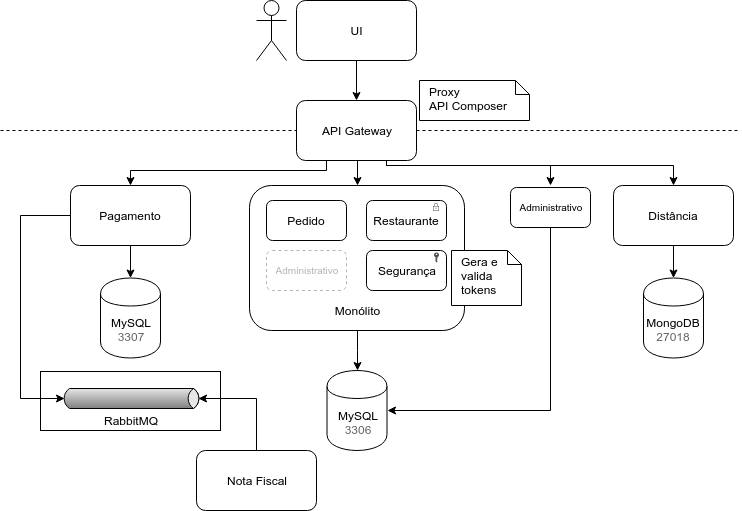 UI
Proxy
API Composer
API Gateway
Pagamento
Pedido
Restaurante
Administrativo
Segurança
Monólito
Gera e
valida
tokens
Administrativo
Distância
MySQL
3307
MongoDB
27018
RabbitMQ
MySQL
3306
Nota Fiscal